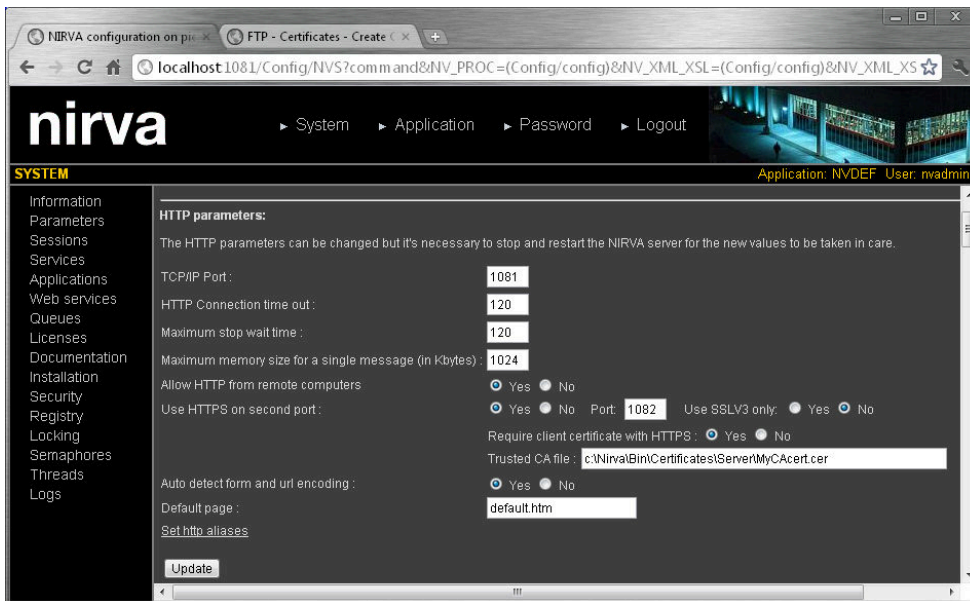 NIRVA configuration on pre
FTP - Certificates - Create C
localhost:1081/Config/NVS?command&NV_PROC=(Config/config)&NV_XML_XSL=(Config/config)&NV_XML_XS
nirva
System Application Password Logout
SYSTEM
Application: NVDEF User: nvadmin
Information
Parameters
Sessions
Services
Applications
Web services
Queues
Licenses
Documentation
Installation
Security
Registry
Locking
Semaphores
Threads
Logs
HTTP parameters:
The HTTP parameters can be changed but it's necessary to stop and restart the NIRVA server for the new values to be taken in care.
TCP/IP Port : 1081
HTTP Connection time out : 120
Maximum stop wait time : 120
Maximum memory size for a single message (in Kbytes) : 1024
Allow HTTP from remote computers Yes No
Use HTTPS on second port : Yes No Port: 1082 Use SSLV3 only: Yes No
Require client certificate with HTTPS : Yes No
Trusted CA file : c:\Nirva\Bin\Certificates\Server\MyCAcert.cer
Auto detect form and url encoding : Yes No
Default page : default.htm
Set http aliases
Update